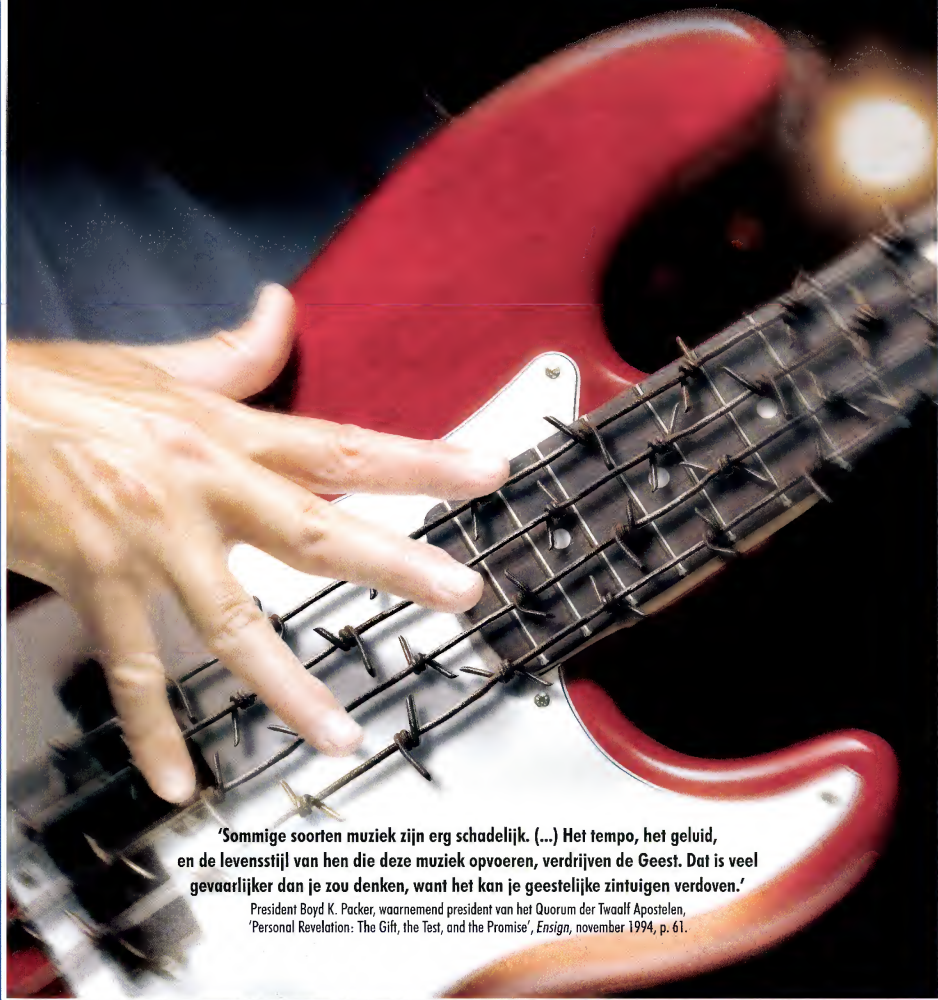 ‘Sommige soorten muziek zijn erg schadelijk. (...) Het tempo, het geluid,
en de levensstijl van hen die deze muziek opvoeren, verdrijven de Geest. Dat is veel
gevaarlijker dan je zou denken, want het kan je geestelijke zintuigen verdoven.’
President Boyd K. Packer, waarnemend president van het Quorum der Twaalf Apostelen,
‘Personal Revelation: The Gift, the Test, and the Promise’, Ensign, november 1994, p. 61.